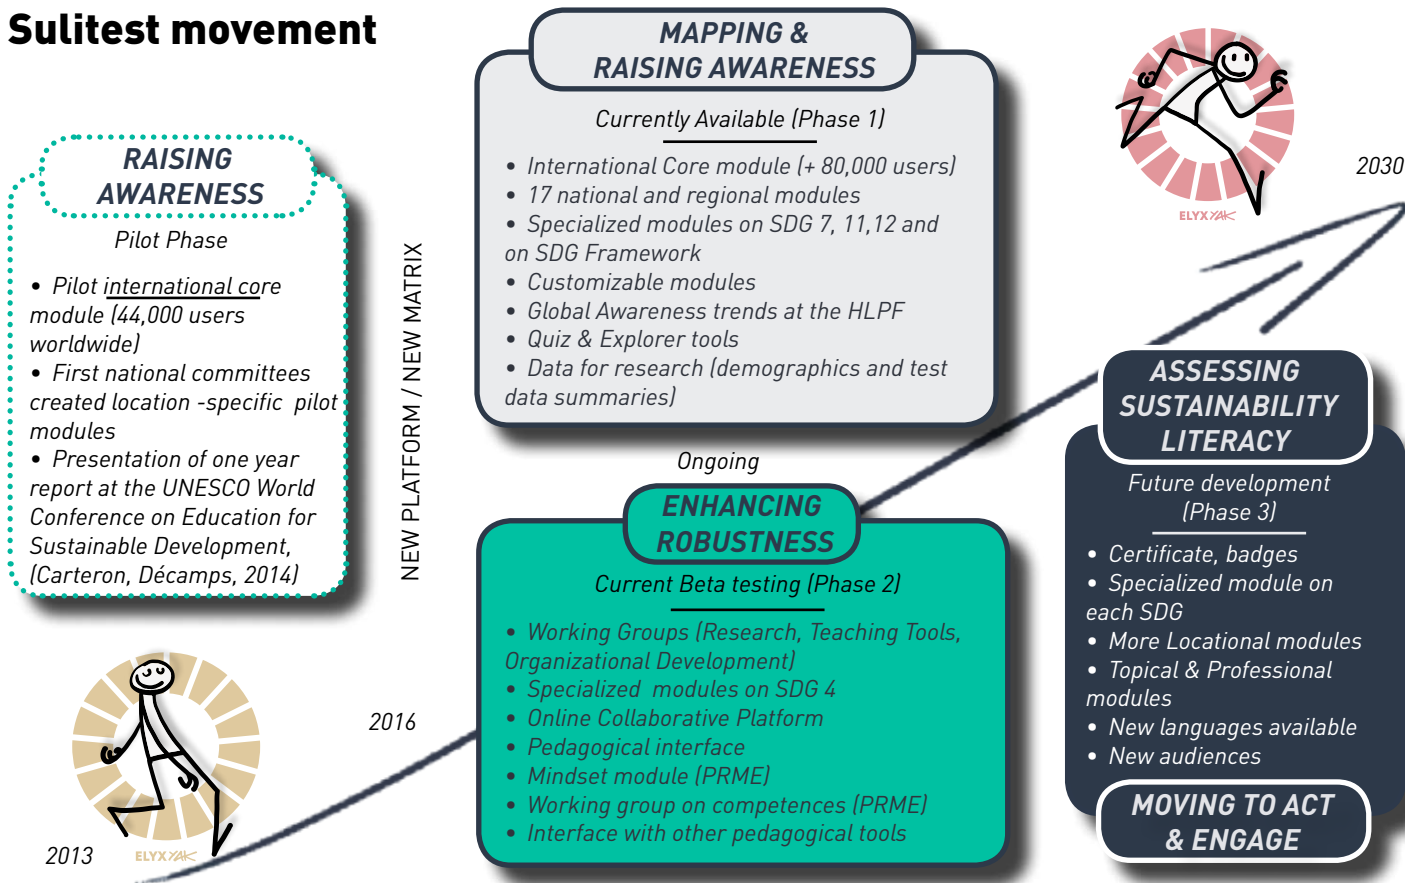 Sulitest movement
RAISING
AWARENESS
Pilot Phase
• Pilot international core
module (44,000 users
worldwide)
• First national committees
created location -specific pilot
modules
• Presentation of one year
report at the UNESCO World
Conference on Education for
Sustainable Development,
(Carteron, Décamps, 2014)
2013
ELYX YAK
2016
NEW PLATFORM / NEW MATRIX
MAPPING &
RAISING AWARENESS
Currently Available (Phase 1)
• International Core module (+ 80,000 users)
• 17 national and regional modules
• Specialized modules on SDG 7, 11,12 and
on SDG Framework
• Customizable modules
• Global Awareness trends at the HLPF
• Quiz & Explorer tools
• Data for research (demographics and test
data summaries)
Ongoing
ENHANCING
ROBUSTNESS
Current Beta testing (Phase 2)
• Working Groups (Research, Teaching Tools,
Organizational Development)
• Specialized modules on SDG 4
• Online Collaborative Platform
• Pedagogical interface
• Mindset module (PRME)
• Working group on competences (PRME)
• Interface with other pedagogical tools
ELYX YAK
2030
ASSESSING
SUSTAINABILITY
LITERACY
Future development
(Phase 3)
• Certificate, badges
• Specialized module on
each SDG
• More Locational modules
• Topical & Professional
modules
• New languages available
• New audiences
MOVING TO ACT
& ENGAGE